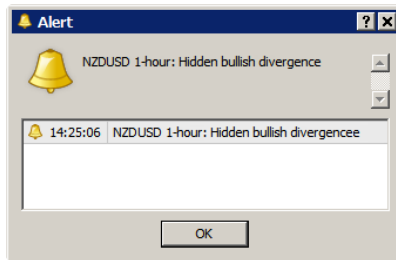 Alert
NZDUSD 1-hour: Hidden bullish divergence
14:25:06 NZDUSD 1-hour: Hidden bullish divergencee
OK